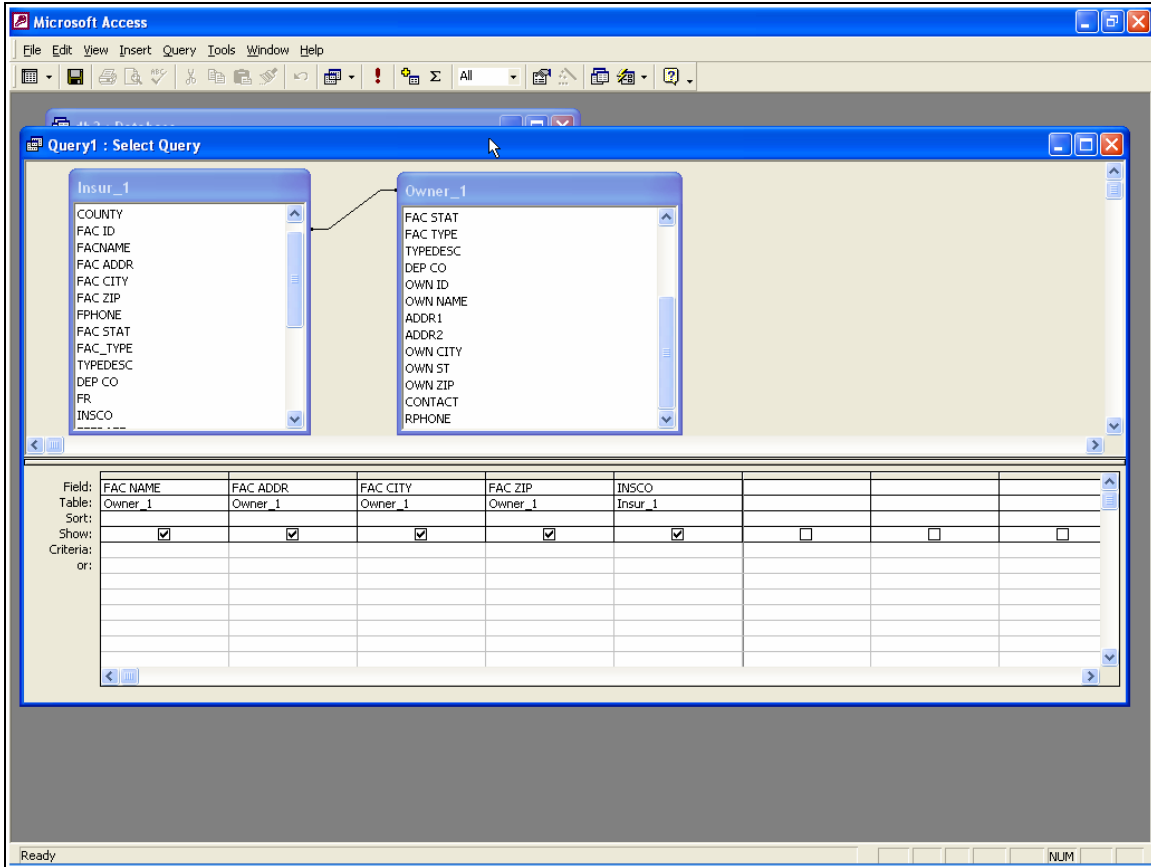 Microsoft Access
File Edit View Insert Query Tools Window Help
All
db2 : Database
Query1 : Select Query
Insur_1
COUNTY
FAC ID
FACNAME
FAC ADDR
FAC CITY
FAC ZIP
FPHONE
FAC STAT
FAC_TYPE
TYPEDESC
DEP CO
FR
INSCO
Owner_1
FAC STAT
FAC TYPE
TYPEDESC
DEP CO
OWN ID
OWN NAME
ADDR1
ADDR2
OWN CITY
OWN ST
OWN ZIP
CONTACT
RPHONE
Field: FAC NAME FAC ADDR FAC CITY FAC ZIP INSCO
Table: Owner_1 Owner_1 Owner_1 Owner_1 Insur_1
Sort:
Show:
Criteria:
or:
Ready NUM